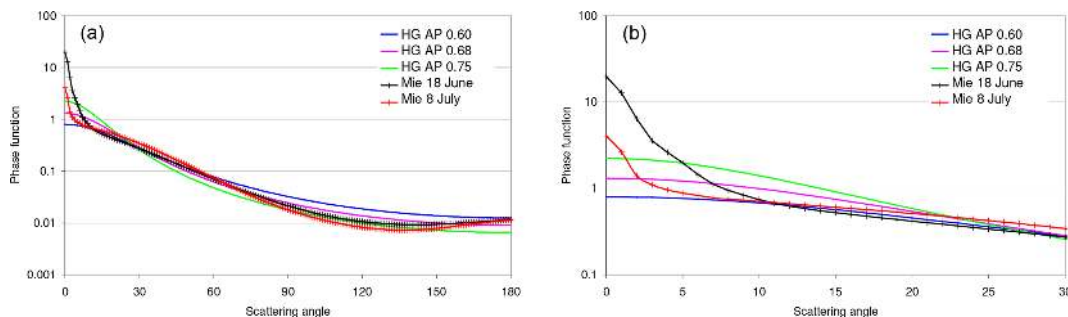 (a)
HG AP 0.60
HG AP 0.68
HG AP 0.75
Mie 18 June
Mie 8 July
Phase function
100
10
1
0.1
0.01
0.001
0 30 60 90 120 150 180
Scattering angle
(b)
HG AP 0.60
HG AP 0.68
HG AP 0.75
Mie 18 June
Mie 8 July
Phase function
100
10
1
0.1
0 5 10 15 20 25 30
Scattering angle